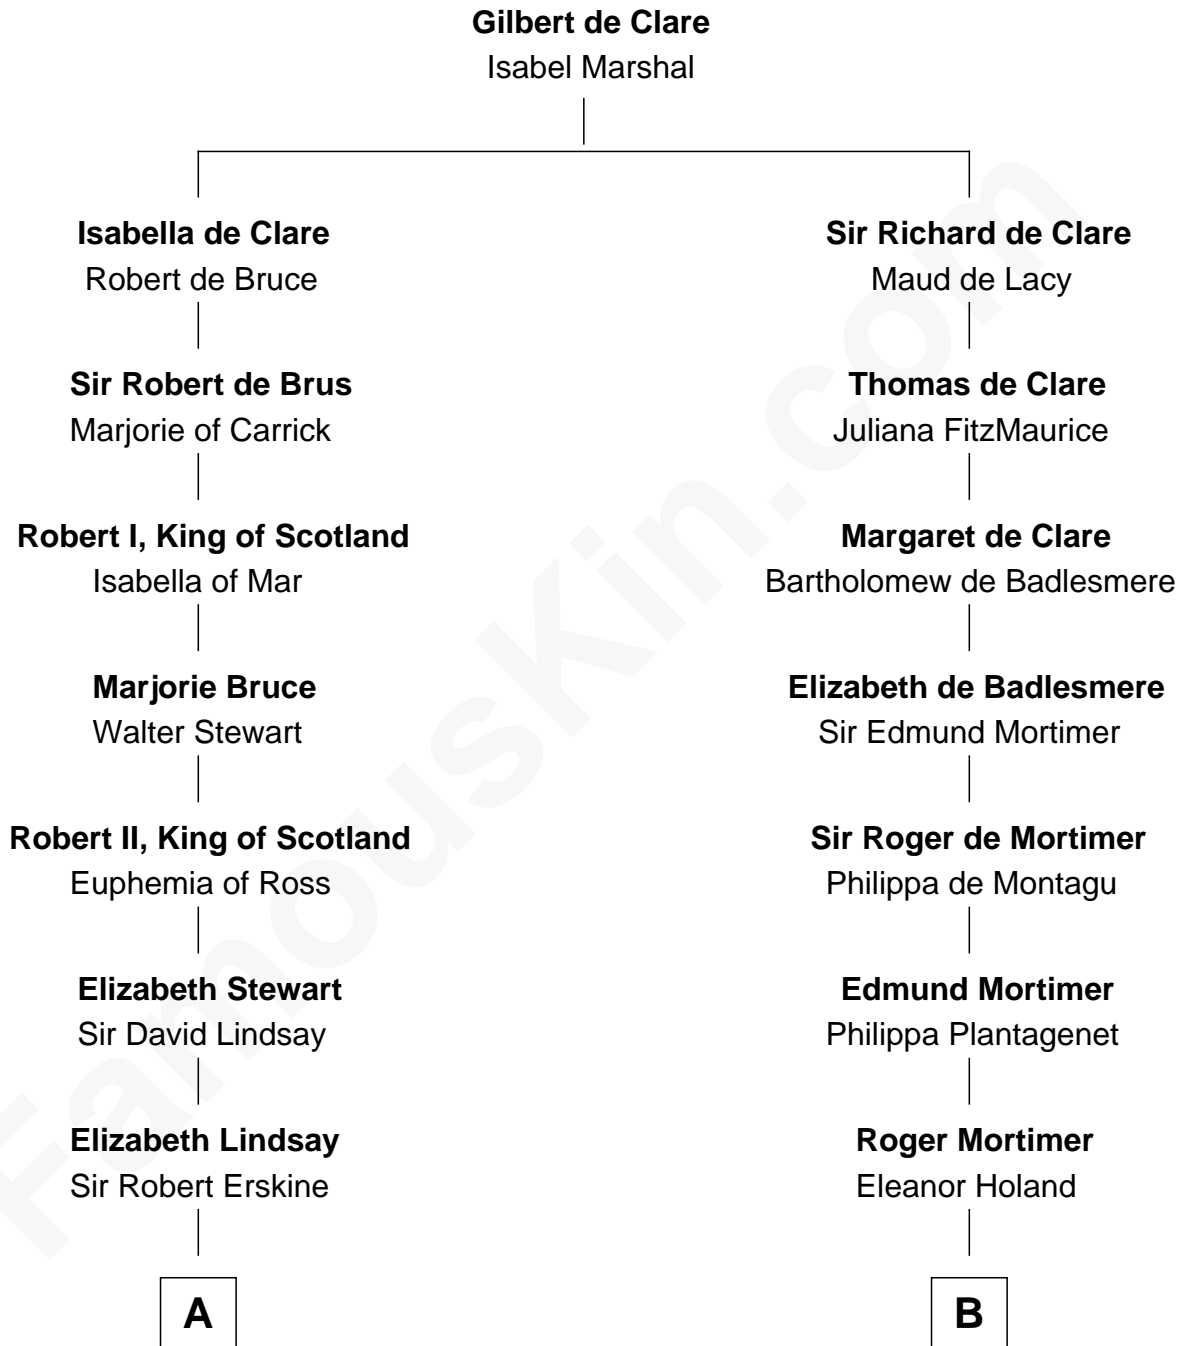 Gilbert de Clare
Isabel Marshal
Isabella de Clare
Robert de Bruce
Sir Robert de Brus
Marjorie of Carrick
Robert I, King of Scotland
Isabella of Mar
Marjorie Bruce
Walter Stewart
Robert II, King of Scotland
Euphemia of Ross
Elizabeth Stewart
Sir David Lindsay
Elizabeth Lindsay
Sir Robert Erskine
A
Sir Richard de Clare
Maud de Lacy
Thomas de Clare
Juliana FitzMaurice
Margaret de Clare
Bartholomew de Badlesmere
Elizabeth de Badlesmere
Sir Edmund Mortimer
Sir Roger de Mortimer
Philippa de Montagu
Edmund Mortimer
Philippa Plantagenet
Roger Mortimer
Eleanor Holand
B
FamousKin.com